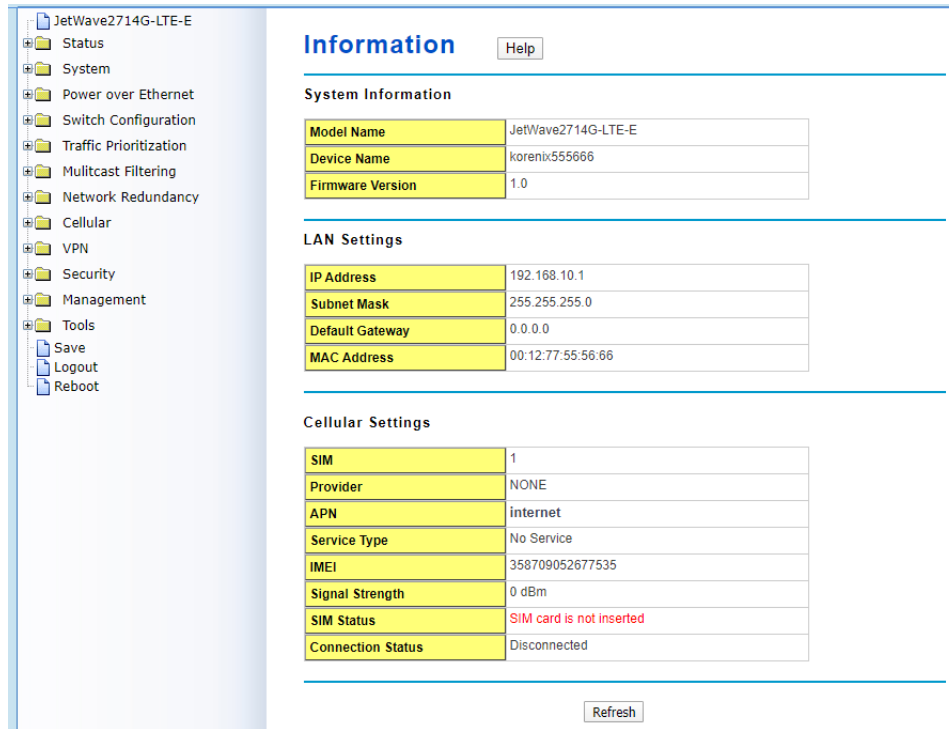 JetWave2714G-LTE-E
Status
System
Power over Ethernet
Switch Configuration
Traffic Prioritization
Mulitcast Filtering
Network Redundancy
Cellular
VPN
Security
Management
Tools
Save
Logout
Reboot
Information Help
System Information
Model Name JetWave2714G-LTE-E
Device Name korenix555666
Firmware Version 1.0
LAN Settings
IP Address 192.168.10.1
Subnet Mask 255.255.255.0
Default Gateway 0.0.0.0
MAC Address 00:12:77:55:56:66
Cellular Settings
SIM 1
Provider NONE
APN internet
Service Type No Service
IMEI 358709052677535
Signal Strength 0 dBm
SIM Status SIM card is not inserted
Connection Status Disconnected
Refresh